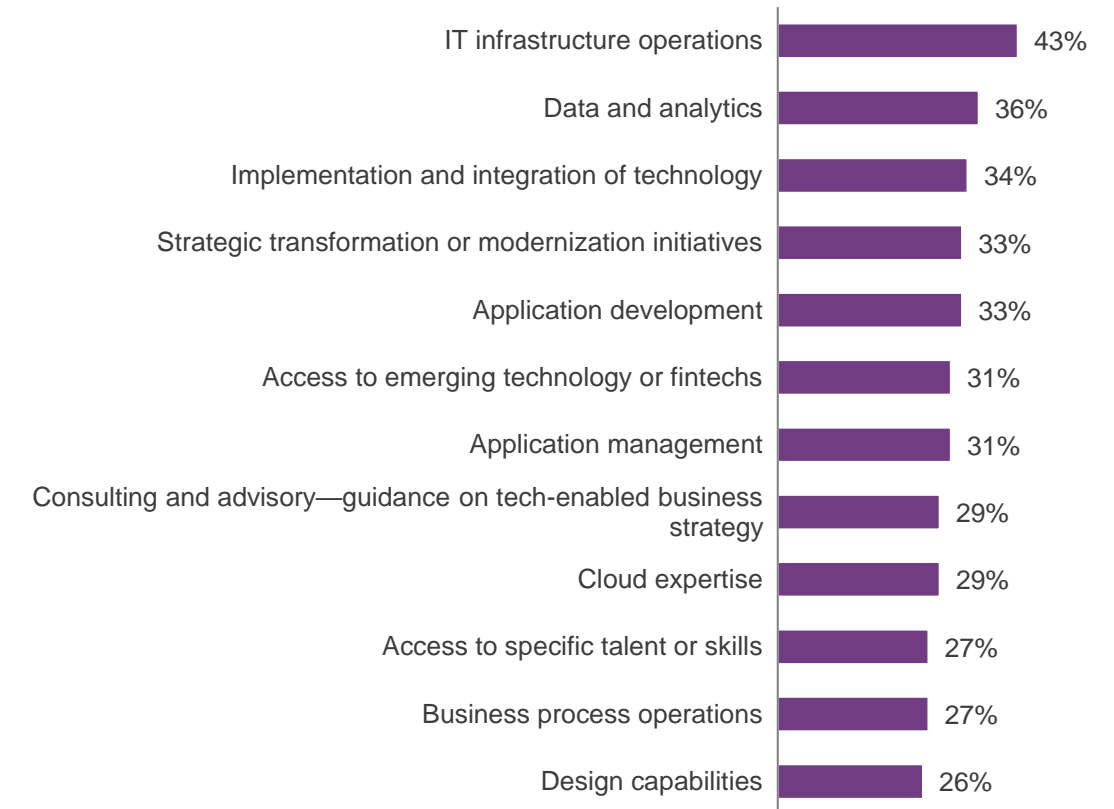 IT infrastructure operations 43%
Data and analytics 36%
Implementation and integration of technology 34%
Strategic transformation or modernization initiatives 33%
Application development 33%
Access to emerging technology or fintechs 31%
Application management 31%
Consulting and advisory—guidance on tech-enabled business
strategy 29%
Cloud expertise 29%
Access to specific talent or skills 27%
Business process operations 27%
Design capabilities 26%